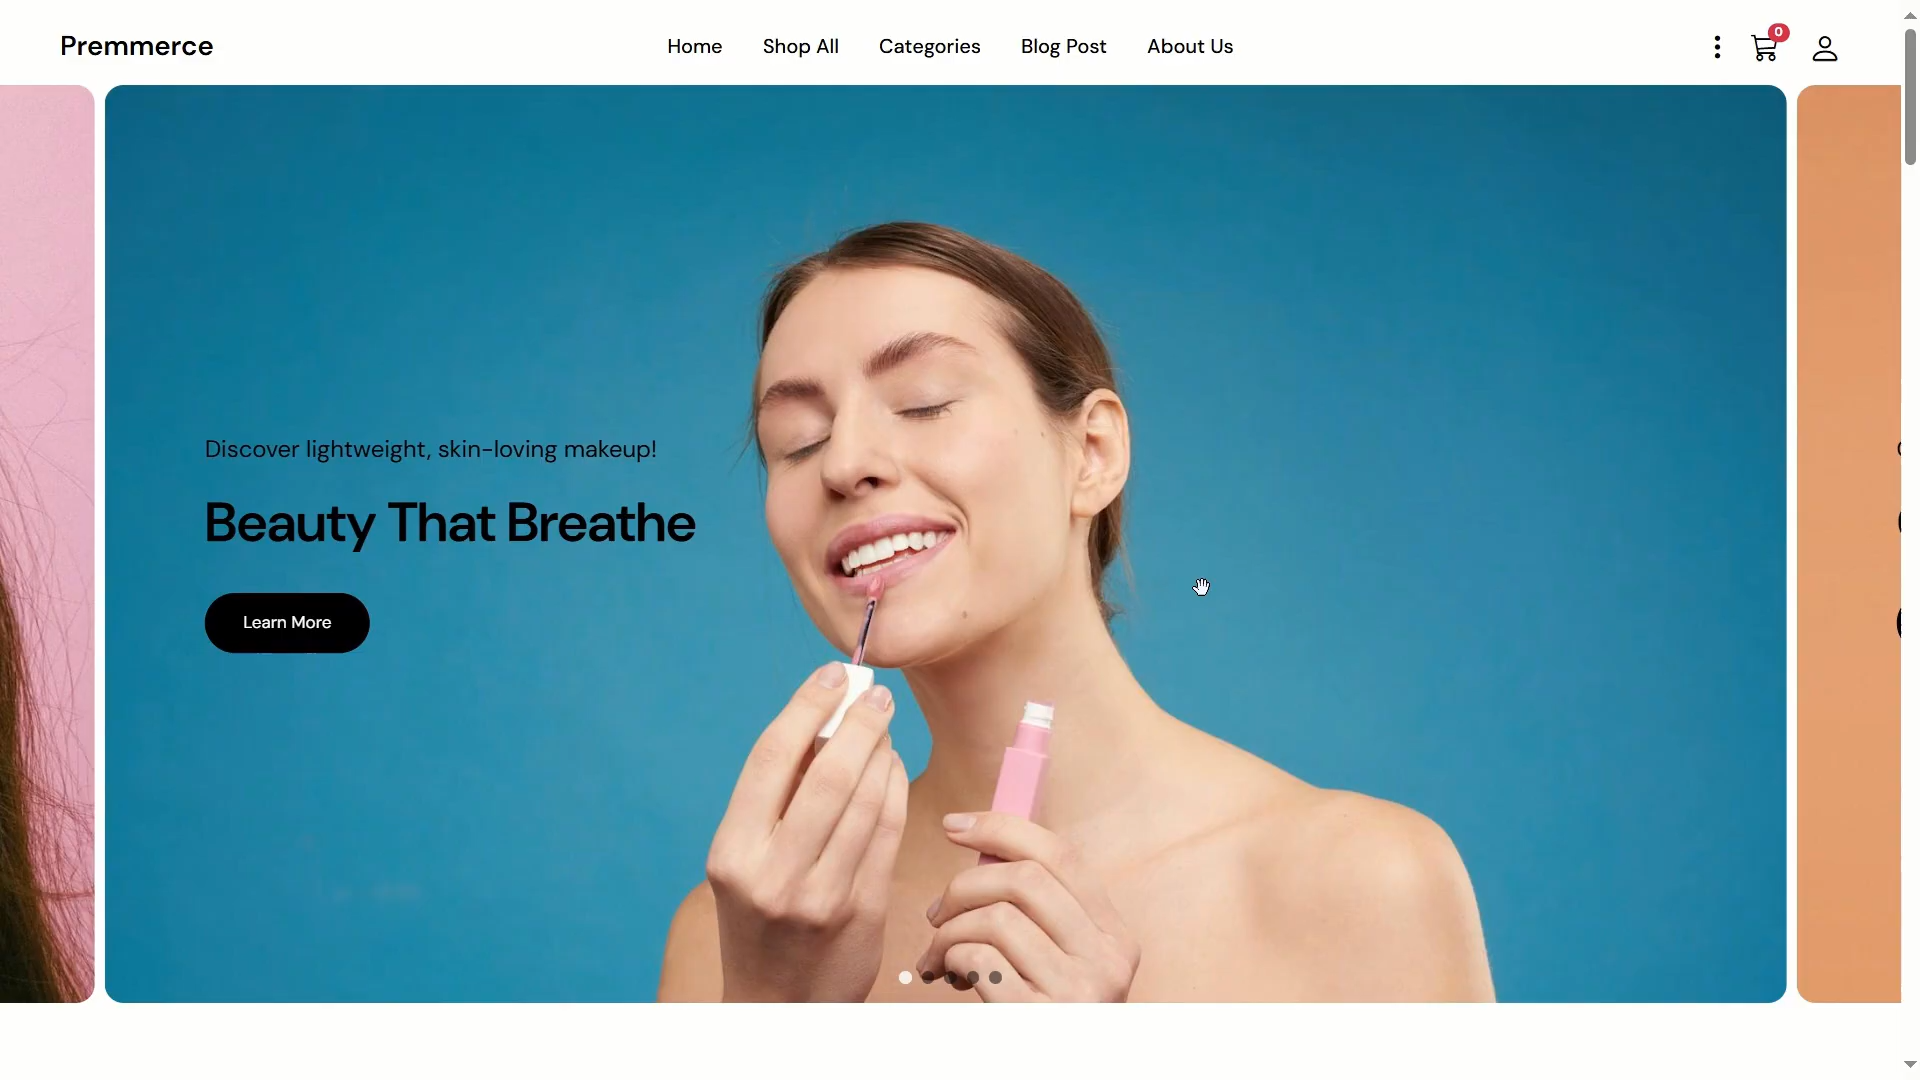 Premmerce
Home
Shop All
Categories
Blog Post
About Us
0
Discover lightweight, skin-loving makeup!
Beauty That Breathe
Learn More